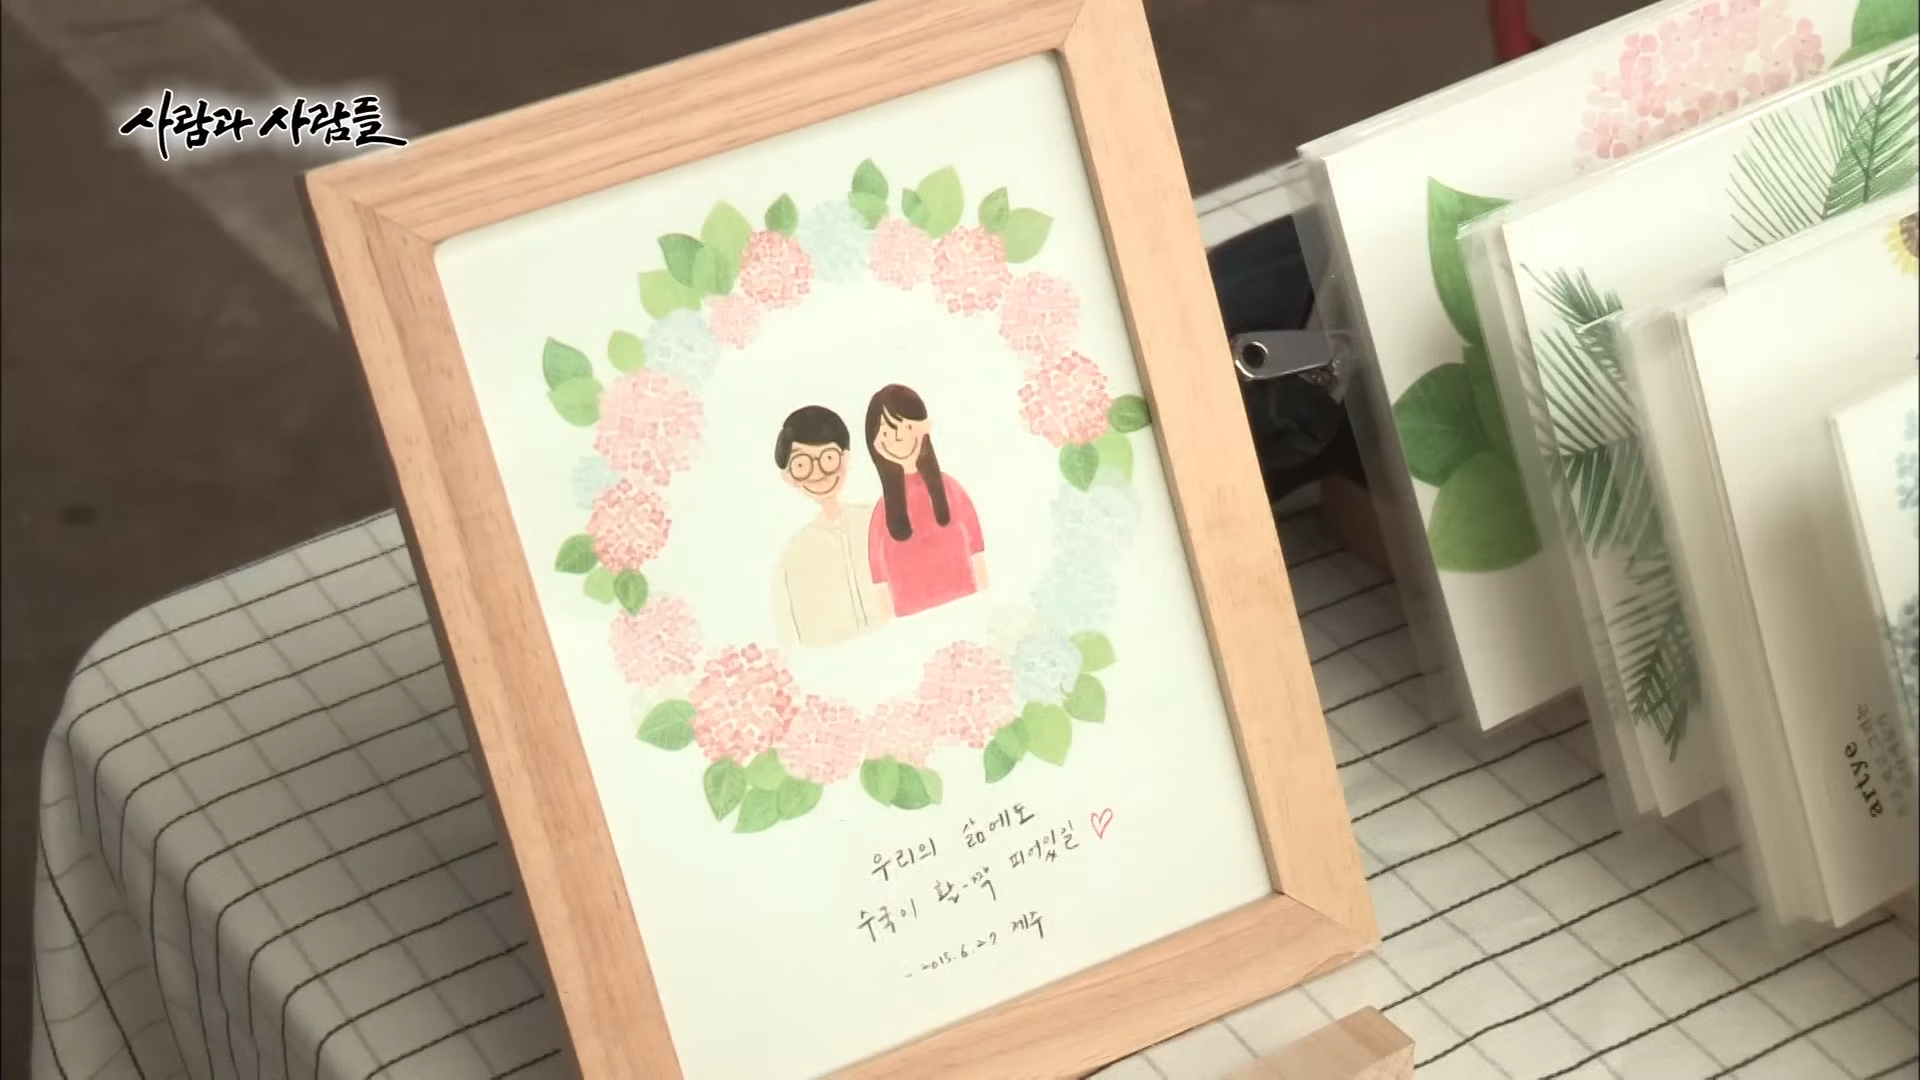 사람과 사람들
우리의 삶에도
수국이 활-짝 피어있길
- 2015.6.27 제주
artye